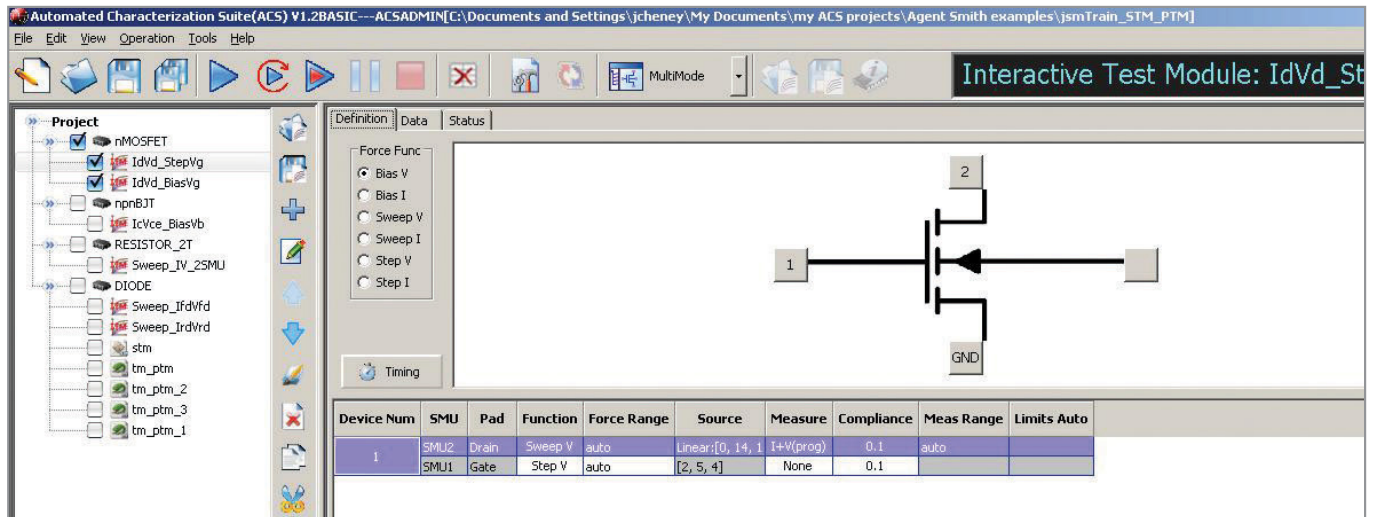 Automated Characterization Suite(ACS) V1.2BASIC---ACSADMIN[C:\Documents and Settings\jcheney\My Documents\my ACS projects\Agent Smith examples\jsmTrain_STM_PTM]
File Edit View Operation Tools Help
MultiMode
Interactive Test Module: IdVd_St
Project
nMOSFET
IdVd_StepVg
IdVd_BiasVg
npnBJT
IcVce_BiasVb
RESISTOR_2T
Sweep_IV_2SMU
DIODE
Sweep_IfdVfd
Sweep_IrdVrd
stm
tm_ptm
tm_ptm_2
tm_ptm_3
tm_ptm_1
Definition Data Status
Force Func
Bias V
Bias I
Sweep V
Sweep I
Step V
Step I
Timing
2
1
GND
Device Num SMU Pad Function Force Range Source Measure Compliance Meas Range Limits Auto
1
SMU2 Drain Sweep V auto Linear:[0, 14, 1 I+V(prog) 0.1 auto
SMU1 Gate Step V auto [2, 5, 4] None 0.1